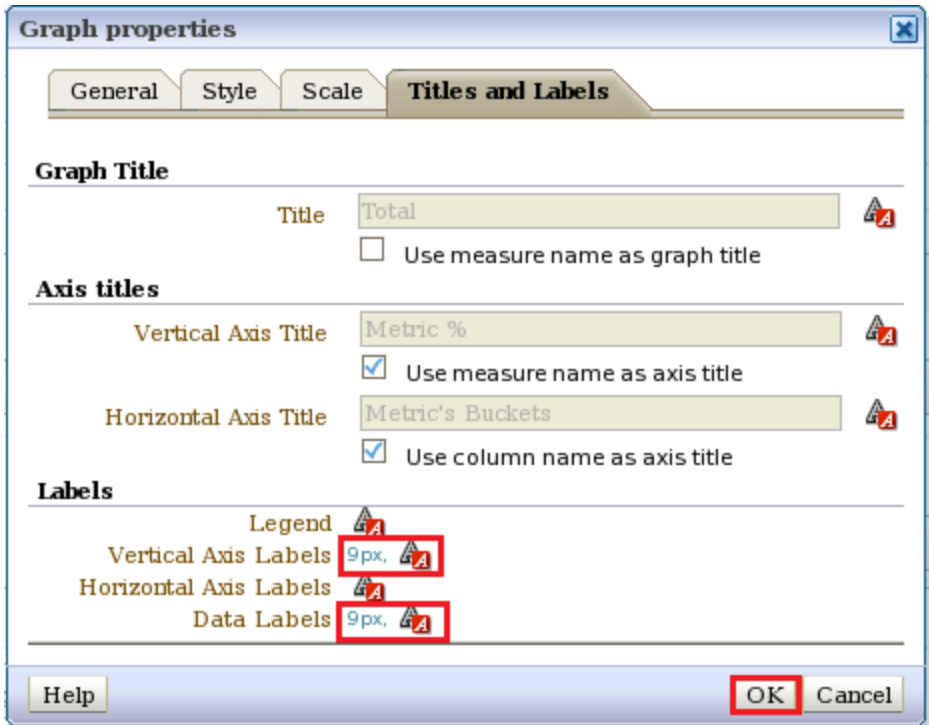 Graph properties
General Style Scale Titles and Labels
Graph Title
Title Total
Use measure name as graph title
Axis titles
Vertical Axis Title Metric %
Use measure name as axis title
Horizontal Axis Title Metric's Buckets
Use column name as axis title
Labels
Legend
Vertical Axis Labels 9px,
Horizontal Axis Labels
Data Labels 9px,
Help OK Cancel